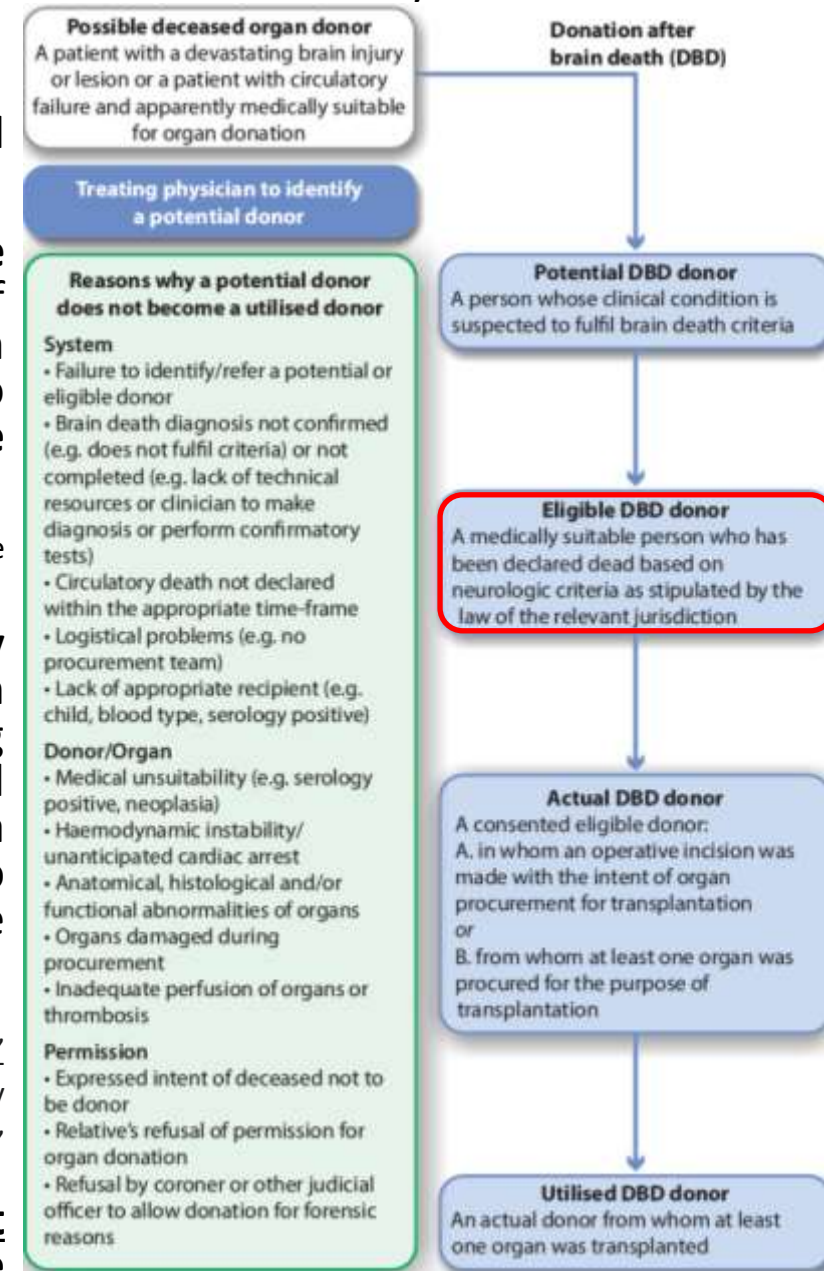 Possible deceased organ donor
A patient with a devastating brain injury
or lesion or a patient with circulatory
failure and apparently medically suitable
for organ donation
Donation after
brain death (DBD)
Treating physician to identify
a potential donor
Reasons why a potential donor
does not become a utilised donor
System
• Failure to identify/refer a potential or
eligible donor
• Brain death diagnosis not confirmed
(e.g. does not fulfil criteria) or not
completed (e.g. lack of technical
resources or clinician to make
diagnosis or perform confirmatory
tests)
• Circulatory death not declared
within the appropriate time-frame
• Logistical problems (e.g. no
procurement team)
• Lack of appropriate recipient (e.g.
child, blood type, serology positive)
Donor/Organ
• Medical unsuitability (e.g. serology
positive, neoplasia)
• Haemodynamic instability/
unanticipated cardiac arrest
• Anatomical, histological and/or
functional abnormalities of organs
• Organs damaged during
procurement
• Inadequate perfusion of organs or
thrombosis
Permission
• Expressed intent of deceased not to
be donor
• Relative's refusal of permission for
organ donation
• Refusal by coroner or other judicial
officer to allow donation for forensic
reasons
Potential DBD donor
A person whose clinical condition is
suspected to fulfil brain death criteria
Eligible DBD donor
A medically suitable person who has
been declared dead based on
neurologic criteria as stipulated by the
law of the relevant jurisdiction
Actual DBD donor
A consented eligible donor:
A. in whom an operative incision was
made with the intent of organ
procurement for transplantation
or
B. from whom at least one organ was
procured for the purpose of
transplantation
Utilised DBD donor
An actual donor from whom at least
one organ was transplanted